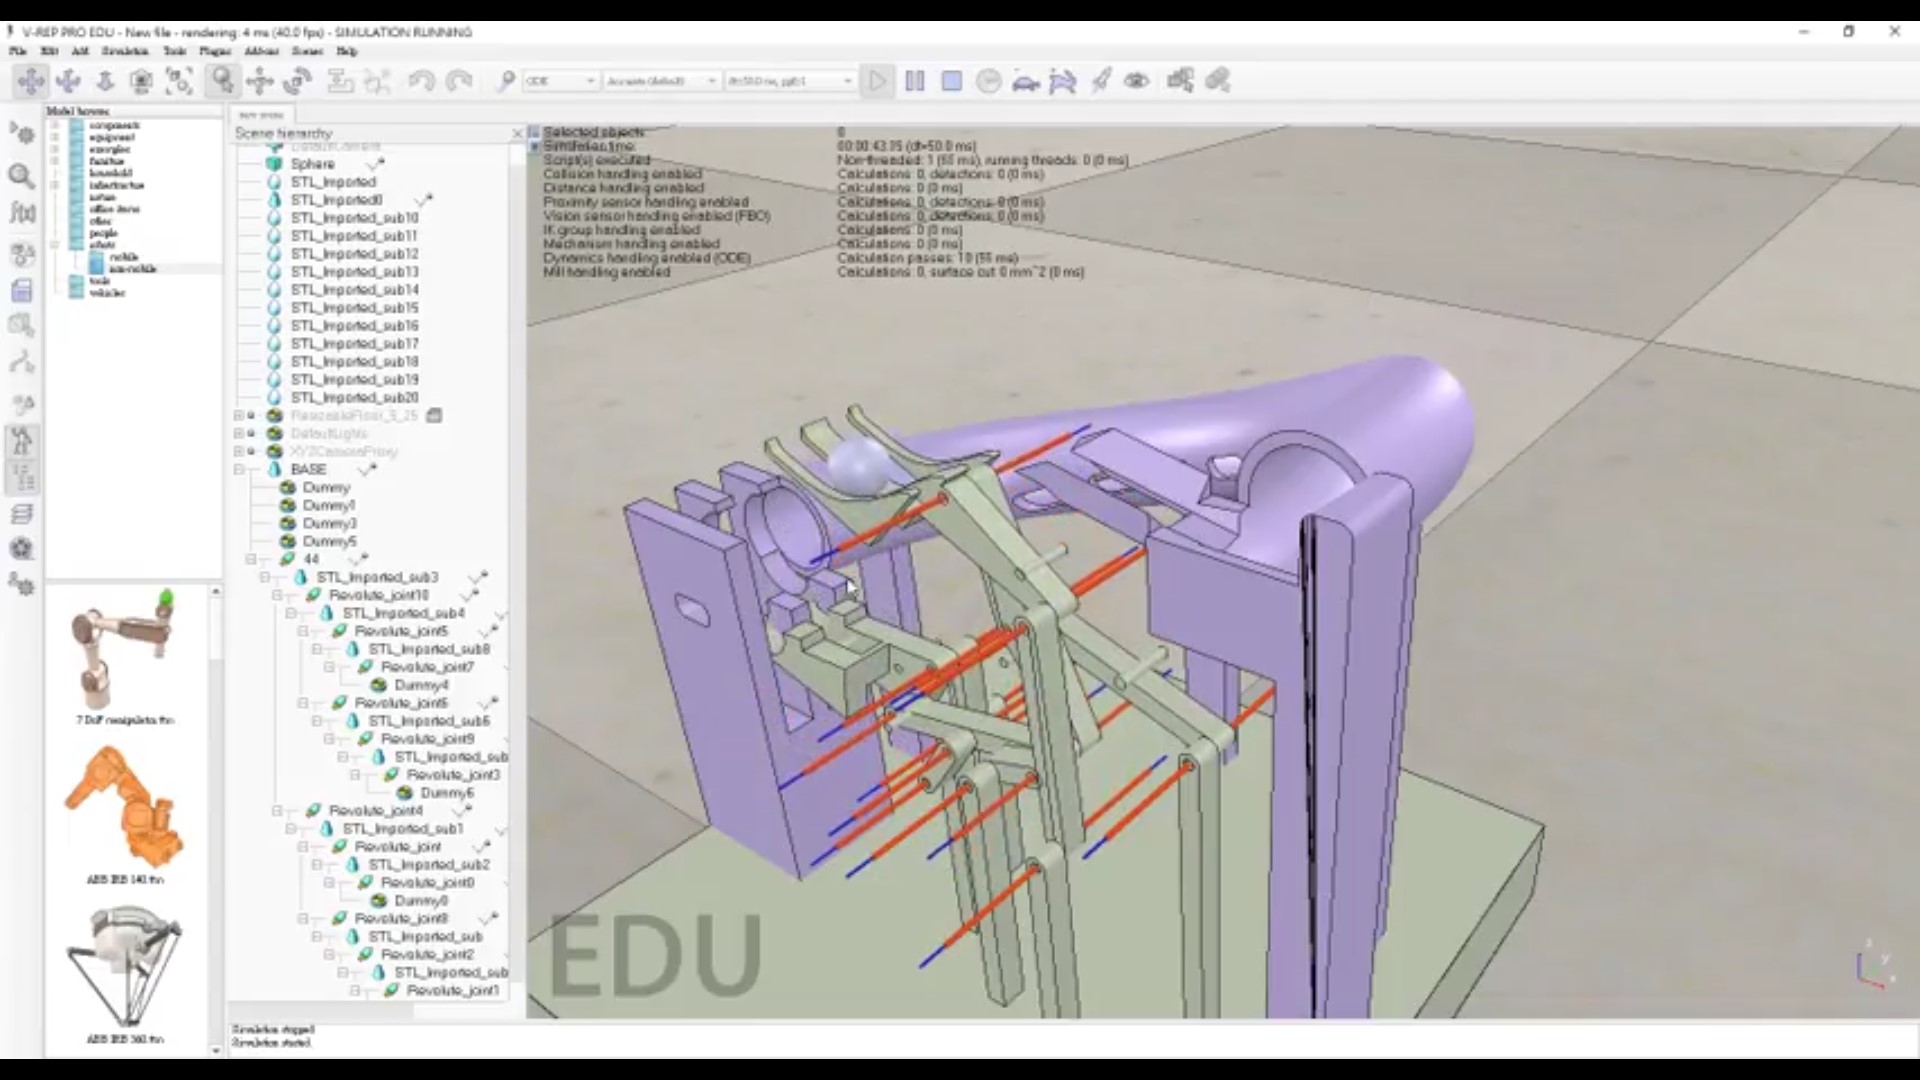 V-REP PRO EDU - New file - rendering: 4 ms (40.0 fps) - SIMULATION RUNNING
File Edit Add Simulation Tools Plugins Add-ons Scenes Help
ODE Accurate (default) dt=50.0 ms, ppf=1
Model browser
components
equipment
examples
furniture
household
infrastructure
nature
office items
other
people
robots
mobile
non-mobile
tools
vehicles
7 DoF manipulator.ttm
ABB IRB 140.ttm
ABB IRB 360.ttm
new scene
Scene hierarchy
DefaultCamera
Sphere
STL_Imported
STL_Imported0
STL_Imported_sub10
STL_Imported_sub11
STL_Imported_sub12
STL_Imported_sub13
STL_Imported_sub14
STL_Imported_sub15
STL_Imported_sub16
STL_Imported_sub17
STL_Imported_sub18
STL_Imported_sub19
STL_Imported_sub20
ResizableFloor_5_25
DefaultLights
XYZCameraProxy
BASE
Dummy
Dummy1
Dummy3
Dummy5
44
STL_Imported_sub3
Revolute_joint10
STL_Imported_sub4
Revolute_joint5
STL_Imported_sub8
Revolute_joint7
Dummy4
Revolute_joint6
STL_Imported_sub6
Revolute_joint9
STL_Imported_sub
Revolute_joint3
Dummy6
Revolute_joint4
STL_Imported_sub1
Revolute_joint
STL_Imported_sub2
Revolute_joint0
Dummy0
Revolute_joint8
STL_Imported_sub
Revolute_joint2
STL_Imported_sub
Revolute_joint1
Selected objects 0
Simulation time 00:00:43.15 (dt=50.0 ms)
Script(s) executed Non-threaded: 1 (55 ms), running threads: 0 (0 ms)
Collision handling enabled Calculations: 0, detections: 0 (0 ms)
Distance handling enabled Calculations: 0 (0 ms)
Proximity sensor handling enabled Calculations: 0, detections: 0 (0 ms)
Vision sensor handling enabled (FBO) Calculations: 0, detections: 0 (0 ms)
IK group handling enabled Calculations: 0 (0 ms)
Mechanism handling enabled Calculations: 0 (0 ms)
Dynamics handling enabled (ODE) Calculation passes: 10 (55 ms)
Mill handling enabled Calculations: 0, surface cut: 0 mm^2 (0 ms)
EDU
z
y
x
Simulation stopped
Simulation started.